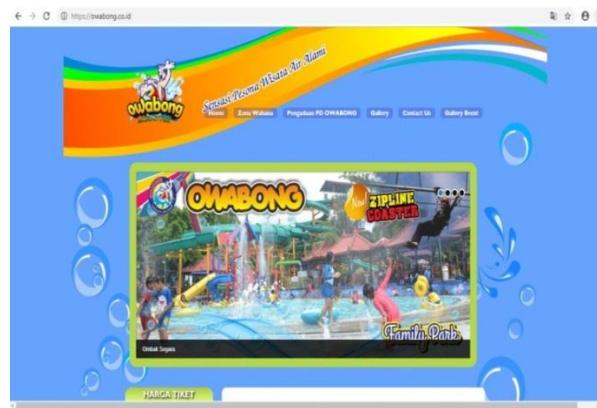 https://owabong.co.id
owabong
Sensasi Pesona Wisata Air Alami
Home Zona Wahana Pengaduan PD OWABONG Gallery Contact Us Gallery Event
OWABONG
New! ZIPLINE COASTER
Family Park
Ombak Segara
HARGA TIKET